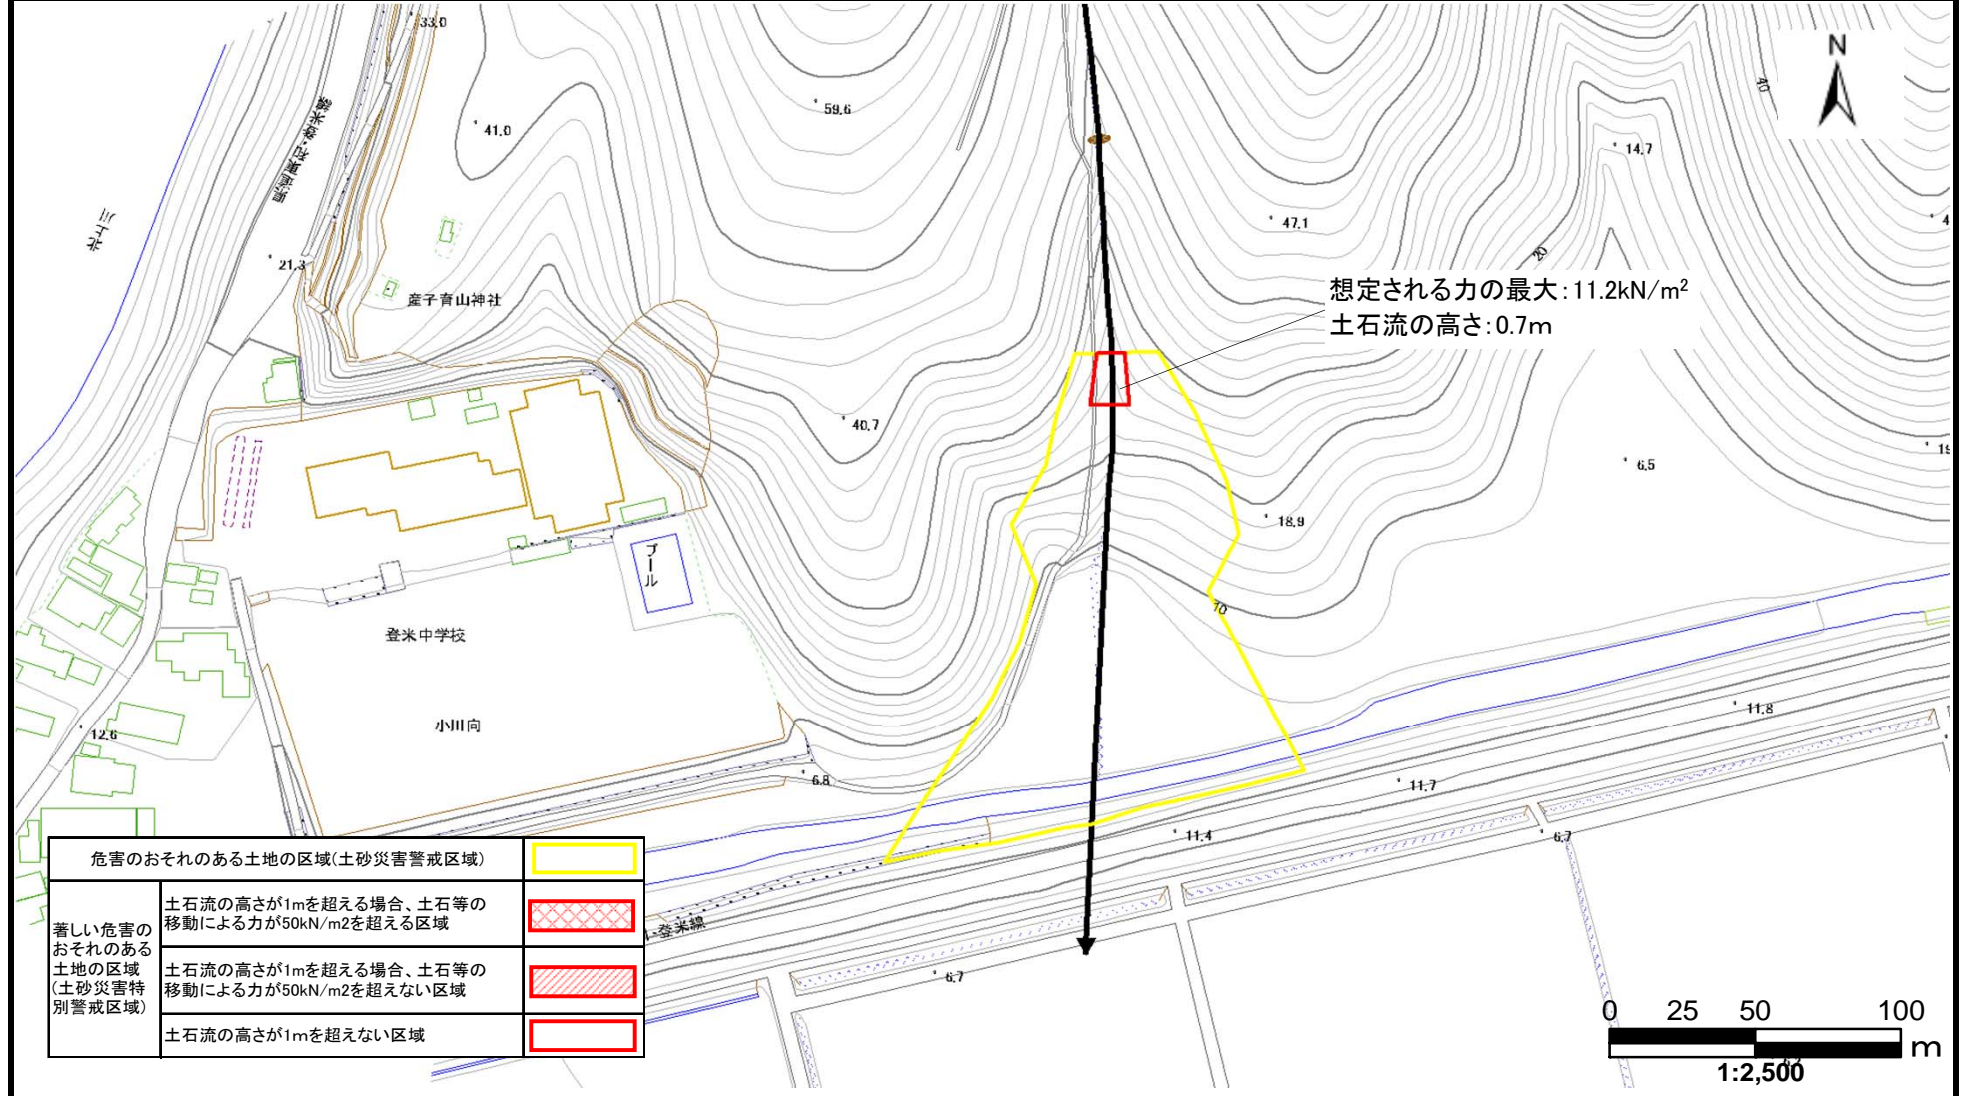 33.0
N
59.6
41.0
40
14.7
北上川
47.1
20
21.3
産子育山神社
想定される力の最大：11.2kN/m²
土石流の高さ：0.7m
40.7
6.5
18.9
プール
70
登米中学校
小川向
12.6
11.8
11.7
6.8
11.4
6.7
6.7
危害のおそれのある土地の区域(土砂災害警戒区域)
著しい危害の
おそれのある
土地の区域
(土砂災害特
別警戒区域)
土石流の高さが1mを超える場合、土石等の
移動による力が50kN/m2を超える区域
土石流の高さが1mを超える場合、土石等の
移動による力が50kN/m2を超えない区域
土石流の高さが1mを超えない区域
登米線
0 25 50 100
m
1:2,500